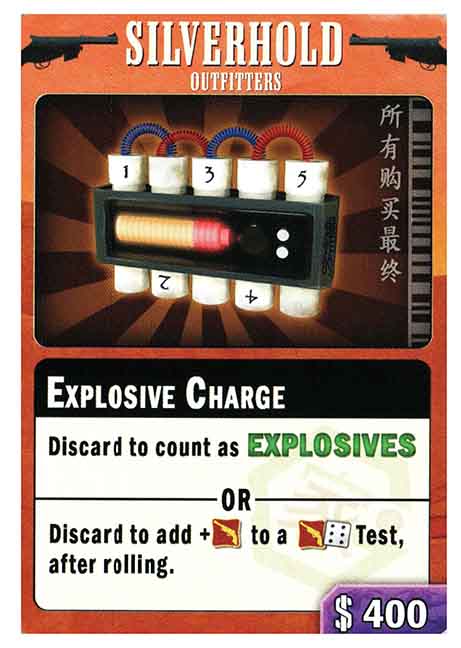 SILVERHOLD
OUTFITTERS
所有购买最终
1 3 5
2 4
EXPLOSIVE CHARGE
Discard to count as EXPLOSIVES
OR
Discard to add + to a Test,
after rolling.
$ 400